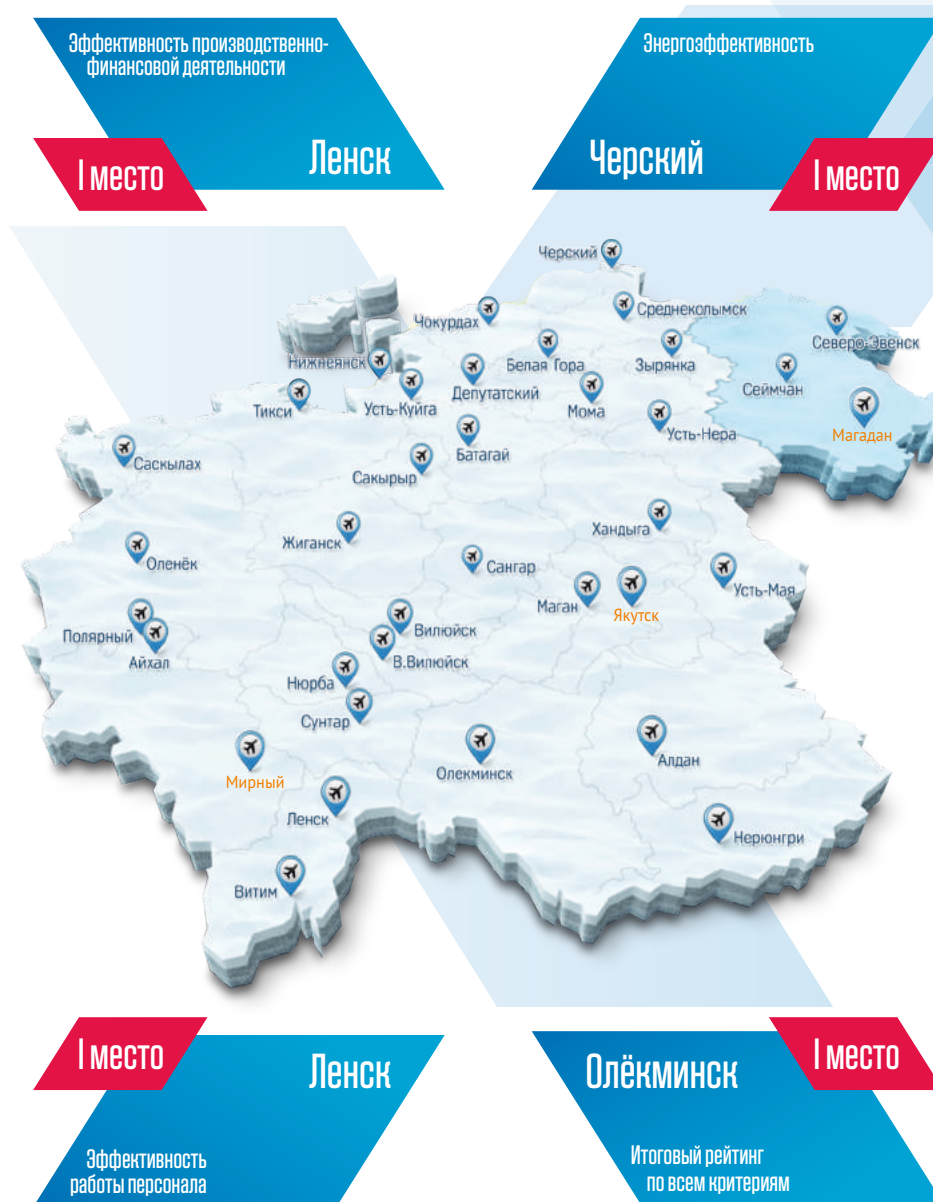 Эффективность производственно-
финансовой деятельности
I место
Ленск
Энергоэффективность
Черский
I место
Черский
Среднеколымск
Чокурдах
Северо-Эвенск
Нижнеянск
Белая Гора
Зырянка
Сеймчан
Тикси
Усть-Куйга
Депутатский
Мома
Магадан
Усть-Нера
Батагай
Саскылах
Сакырыр
Хандыга
Жиганск
Оленёк
Сангар
Усть-Мая
Маган
Якутск
Полярный
Вилюйск
Айхал
В.Вилюйск
Нюрба
Сунтар
Олекминск
Алдан
Мирный
Ленск
Нерюнгри
Витим
I место
Ленск
Эффективность
работы персонала
Олёкминск
I место
Итоговый рейтинг
по всем критериям